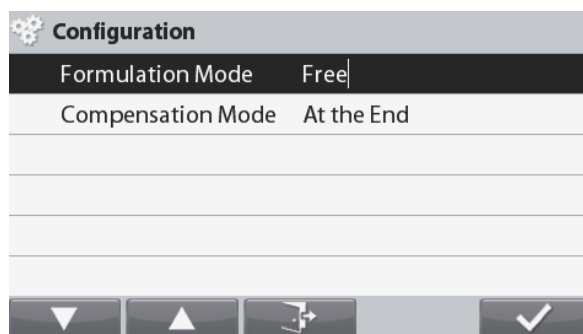 Configuration
Formulation Mode Free
Compensation Mode At the End